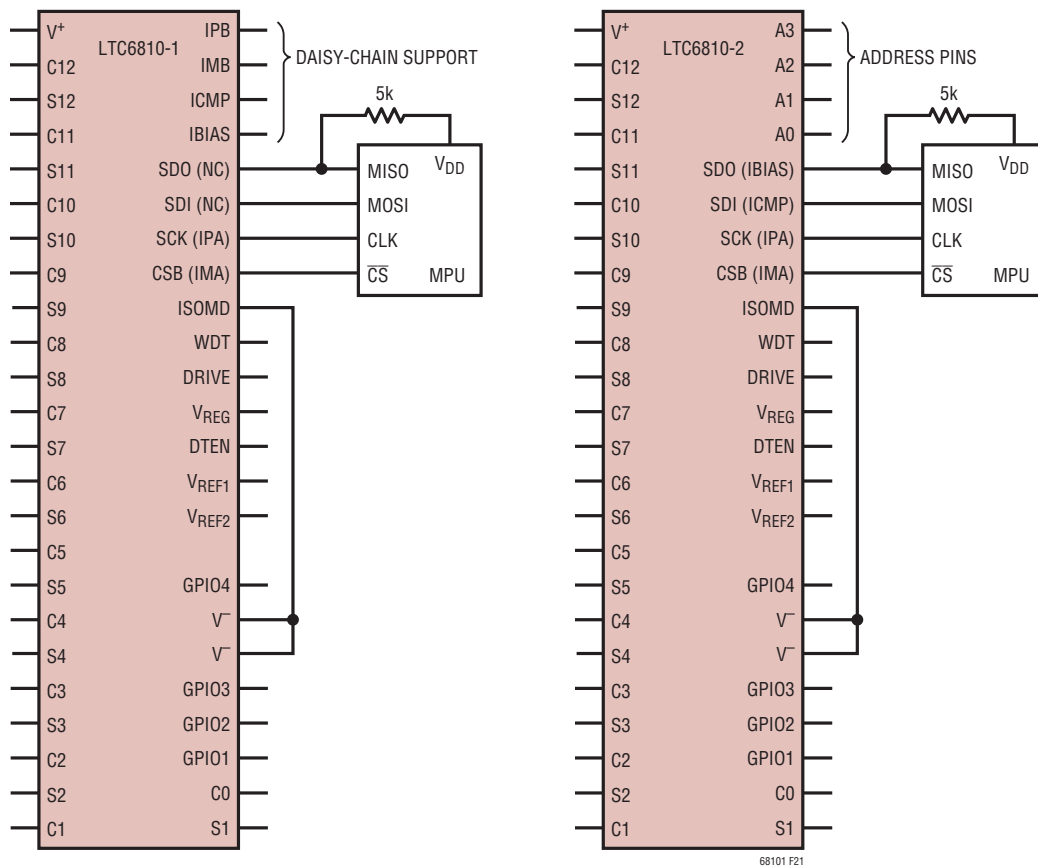 LTC6810-1
V+
C12
S12
C11
S11
C10
S10
C9
S9
C8
S8
C7
S7
C6
S6
C5
S5
C4
S4
C3
S3
C2
S2
C1
IPB
IMB
ICMP
IBIAS
SDO (NC)
SDI (NC)
SCK (IPA)
CSB (IMA)
ISOMD
WDT
DRIVE
VREG
DTEN
VREF1
VREF2
GPIO4
V–
V–
GPIO3
GPIO2
GPIO1
C0
S1
DAISY-CHAIN SUPPORT
5k
VDD
MISO
MOSI
CLK
C̅S̅
MPU
LTC6810-2
V+
C12
S12
C11
S11
C10
S10
C9
S9
C8
S8
C7
S7
C6
S6
C5
S5
C4
S4
C3
S3
C2
S2
C1
A3
A2
A1
A0
SDO (IBIAS)
SDI (ICMP)
SCK (IPA)
CSB (IMA)
ISOMD
WDT
DRIVE
VREG
DTEN
VREF1
VREF2
GPIO4
V–
V–
GPIO3
GPIO2
GPIO1
C0
S1
ADDRESS PINS
5k
VDD
MISO
MOSI
CLK
C̅S̅
MPU
68101 F21